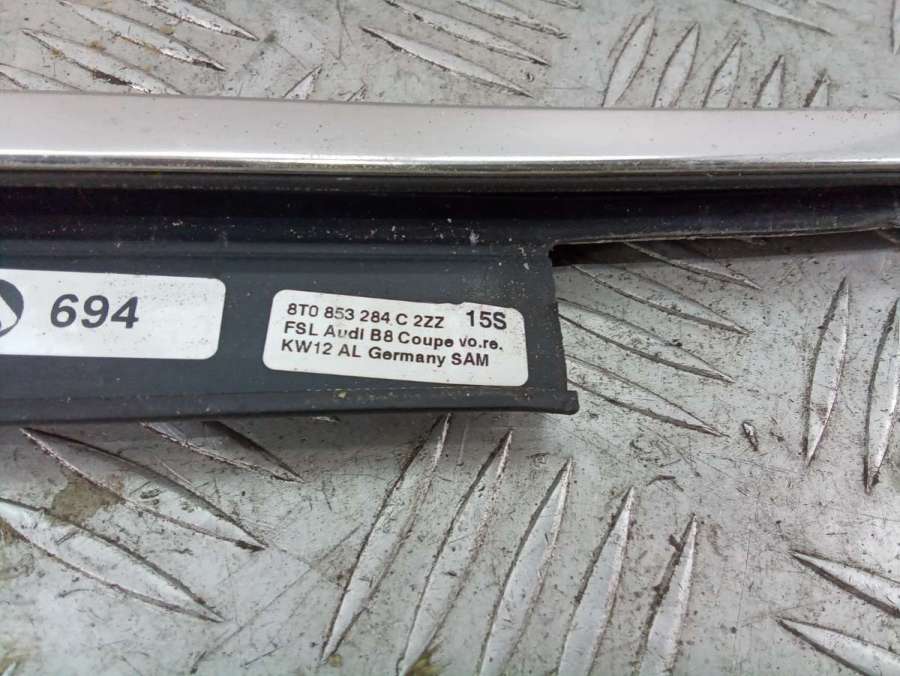 694
8T0 853 284 C 2ZZ 15S
FSL Audi B8 Coupe vo.re.
KW12 AL Germany SAM